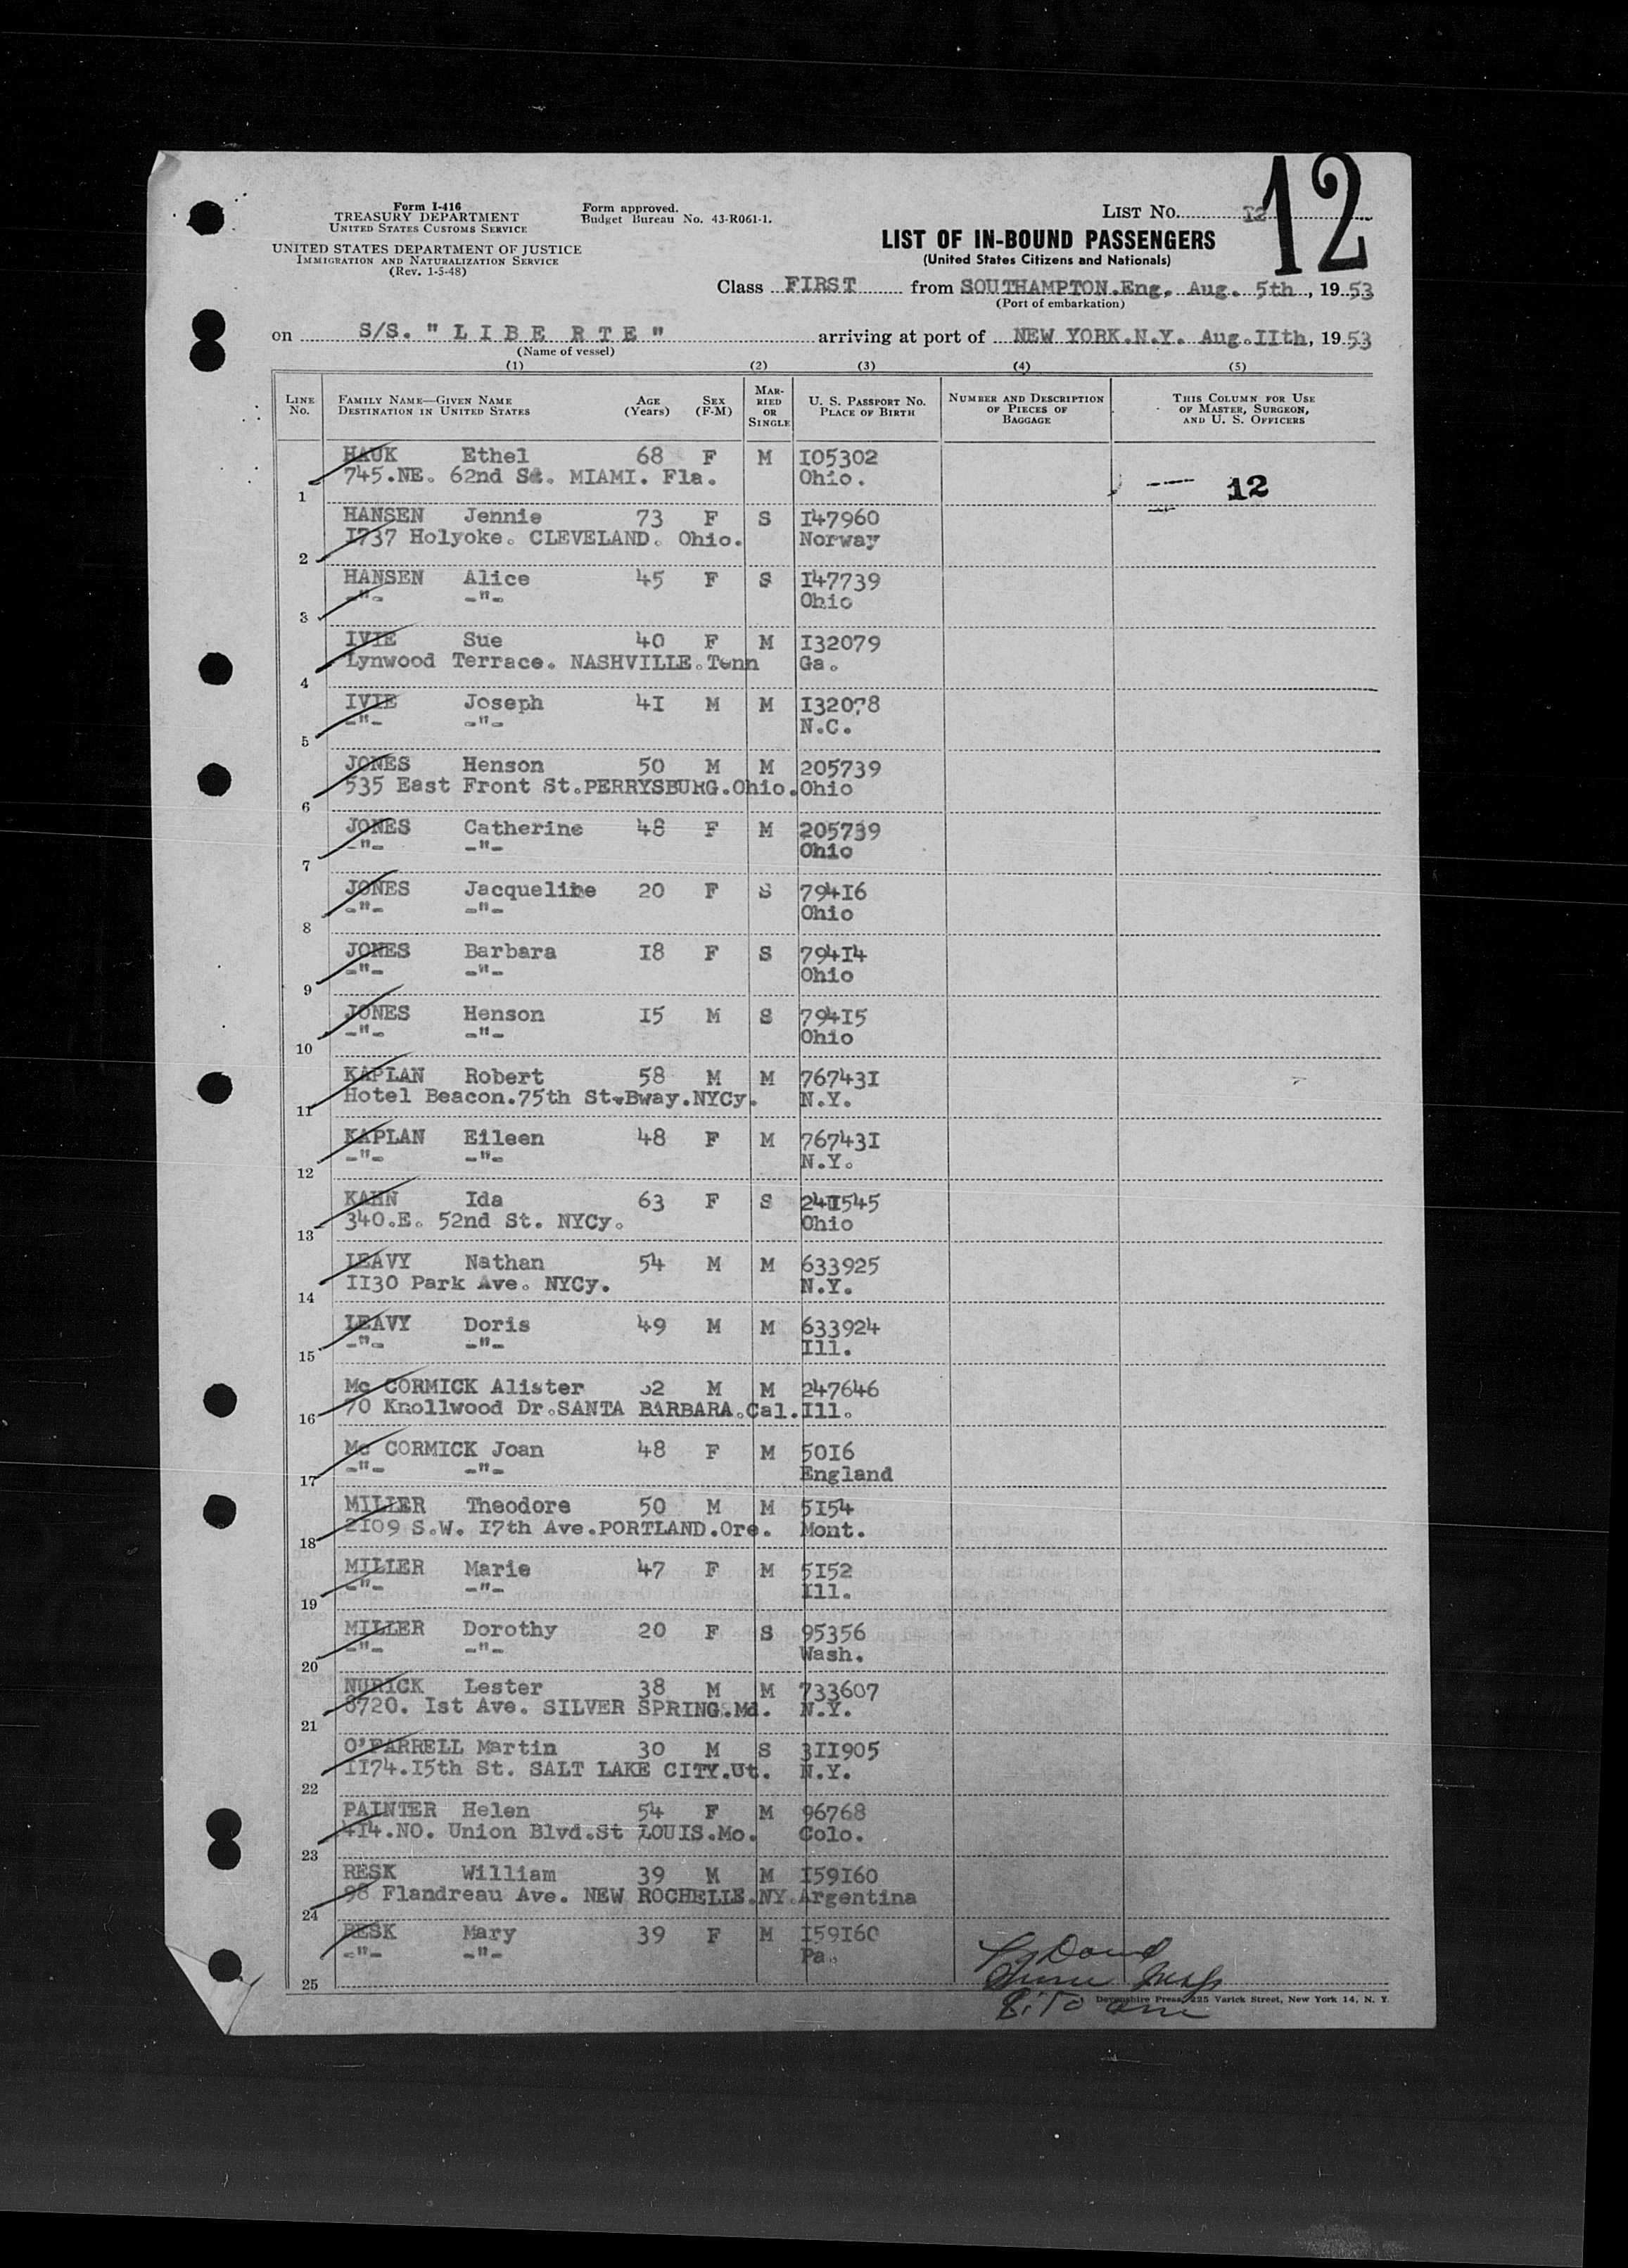 12
Form I-416
TREASURY DEPARTMENT
UNITED STATES CUSTOMS SERVICE
UNITED STATES DEPARTMENT OF JUSTICE
IMMIGRATION AND NATURALIZATION SERVICE
(Rev. 1-5-48)
Form approved.
Budget Bureau No. 43-R061-1.
LIST NO. I2
LIST OF IN-BOUND PASSENGERS
(United States Citizens and Nationals)
Class FIRST from SOUTHAMPTON.Eng. Aug. 5th, 1953
(Port of embarkation)
on S/S. "L I B E R T E" arriving at port of NEW YORK.N.Y. Aug.IIth, 1953
(Name of vessel)
(1) (2) (3) (4) (5)
LINE NO. FAMILY NAME—GIVEN NAME DESTINATION IN UNITED STATES AGE (Years) SEX (F-M) MARRIED OR SINGLE U. S. PASSPORT NO. PLACE OF BIRTH NUMBER AND DESCRIPTION OF PIECES OF BAGGAGE THIS COLUMN FOR USE OF MASTER, SURGEON, AND U. S. OFFICERS
HAUK Ethel 68 F M I05302
745.NE. 62nd St. MIAMI. Fla. Ohio.
1 12
HANSEN Jennie 73 F S I47960
I737 Holyoke. CLEVELAND. Ohio. Norway
2
HANSEN Alice 45 F S I47739
-"- -"- Ohio
3
IVIE Sue 40 F M I32079
Lynwood Terrace. NASHVILLE.Tenn Ga.
4
IVIE Joseph 4I M M I32078
-"- -"- N.C.
5
JONES Henson 50 M M 205739
535 East Front St.PERRYSBURG.Ohio. Ohio
6
JONES Catherine 48 F M 205739
-"- -"- Ohio
7
JONES Jacqueline 20 F S 794I6
-"- -"- Ohio
8
JONES Barbara I8 F S 794I4
-"- -"- Ohio
9
JONES Henson I5 M S 794I5
-"- -"- Ohio
10
KAPLAN Robert 58 M M 76743I
Hotel Beacon.75th St.Bway.NYCy. N.Y.
11
KAPLAN Eileen 48 F M 76743I
-"- -"- N.Y.
12
KAHN Ida 63 F S
340.E. 52nd St. NYCy. Ohio
13
LEAVY Nathan 54 M M 633925
II30 Park Ave. NYCy. N.Y.
14
LEAVY Doris 49 M M 633924
-"- -"- Ill.
15
Mc CORMICK Alister M M 247646
70 Knollwood Dr.SANTA BARBARA.Cal. Ill.
16
Mc CORMICK Joan 48 F M 50I6
-"- -"- England
17
MILLER Theodore 50 M M 5I54
2I09 S.W. I7th Ave.PORTLAND.Ore. Mont.
18
MILLER Marie 47 F M 5I52
-"- -"- Ill.
19
MILLER Dorothy 20 F S 95356
-"- -"- Wash.
20
NURICK Lester 38 M M 733607
8720. Ist Ave. SILVER SPRING.Md. N.Y.
21
O'FARRELL Martin 30 M S 3II905
II74.I5th St. SALT LAKE CITY.Ut. N.Y.
22
PAINTER Helen 54 F M 96768
4I4.NO. Union Blvd.St LOUIS.Mo. Colo.
23
RESK William 39 M M I59I60
98 Flandreau Ave. NEW ROCHELLE.NY. Argentina
24
RESK Mary 39 F M I59I60
-"- -"- Pa.
25
Devonshire Press, 225 Varick Street, New York 14, N. Y.